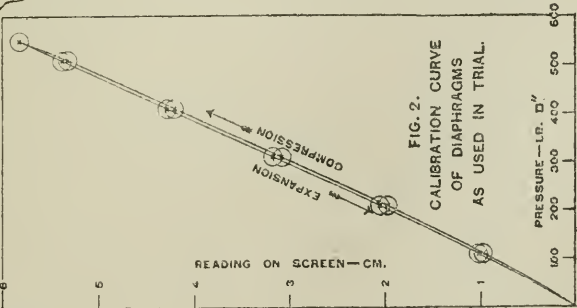 6
5
4
3
2
1
READING ON SCREEN—CM.
COMPRESSION
EXPANSION
FIG. 2.
CALIBRATION CURVE
OF DIAPHRAGMS
AS USED IN TRIAL.
100 200 300 400 500 600
PRESSURE—LB. □"